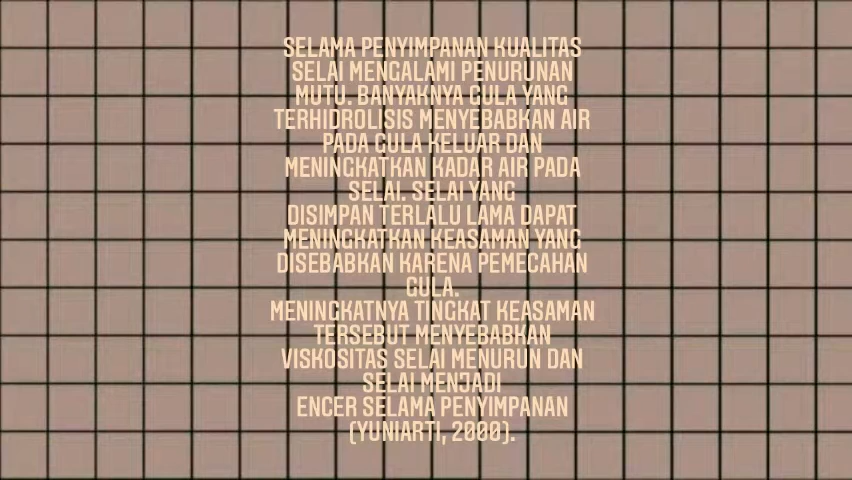 SELAMA PENYIMPANAN KUALITAS
SELAI MENGALAMI PENURUNAN
MUTU. BANYAKNYA GULA YANG
TERHIDROLISIS MENYEBABKAN AIR
PADA GULA KELUAR DAN
MENINGKATKAN KADAR AIR PADA
SELAI. SELAI YANG
DISIMPAN TERLALU LAMA DAPAT
MENINGKATKAN KEASAMAN YANG
DISEBABKAN KARENA PEMECAHAN
GULA.
MENINGKATNYA TINGKAT KEASAMAN
TERSEBUT MENYEBABKAN
VISKOSITAS SELAI MENURUN DAN
SELAI MENJADI
ENCER SELAMA PENYIMPANAN
(YUNIARTI, 2000).